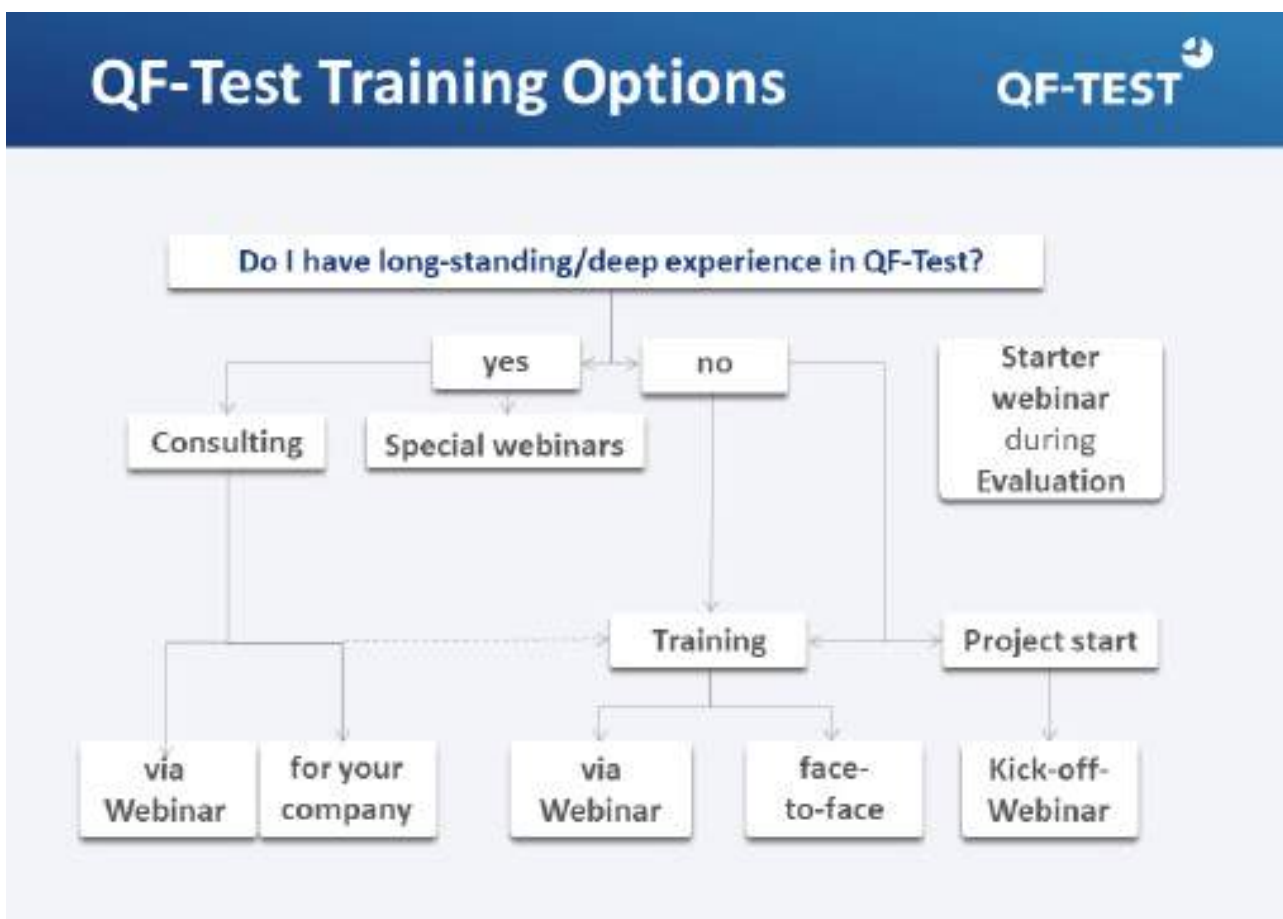 QF-Test Training Options
QF-TEST
Do I have long-standing/deep experience in QF-Test?
yes
no
Starter
webinar
during
Evaluation
Consulting
Special webinars
Training
Project start
via
Webinar
for your
company
via
Webinar
face-
to-face
Kick-off-
Webinar